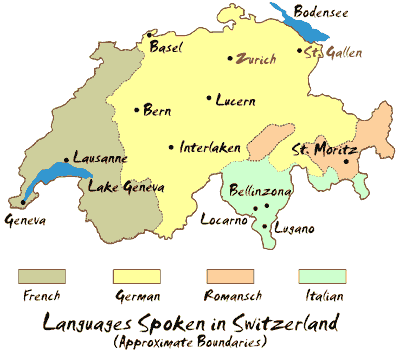 Bodensee
Basel
Zurich
St. Gallen
Bern
Lucern
Interlaken
St. Moritz
Lausanne
Lake Geneva
Bellinzona
Geneva
Locarno
Lugano
French
German
Romansch
Italian
Languages Spoken in Switzerland
(Approximate Boundaries)